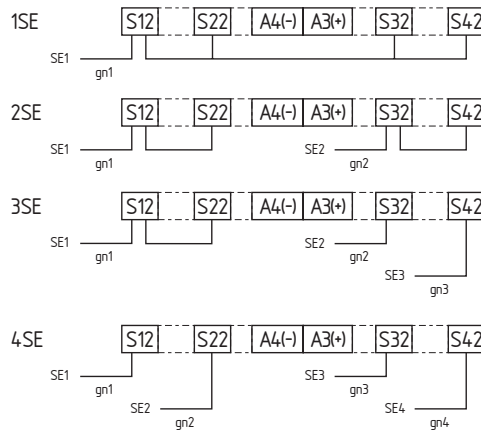 1SE S12 S22 A4(-) A3(+) S32 S42
SE1
gn1
2SE S12 S22 A4(-) A3(+) S32 S42
SE1 SE2
gn1 gn2
3SE S12 S22 A4(-) A3(+) S32 S42
SE1 SE2
gn1 gn2
SE3
gn3
4SE S12 S22 A4(-) A3(+) S32 S42
SE1 SE3
gn1 gn3
SE2 SE4
gn2 gn4